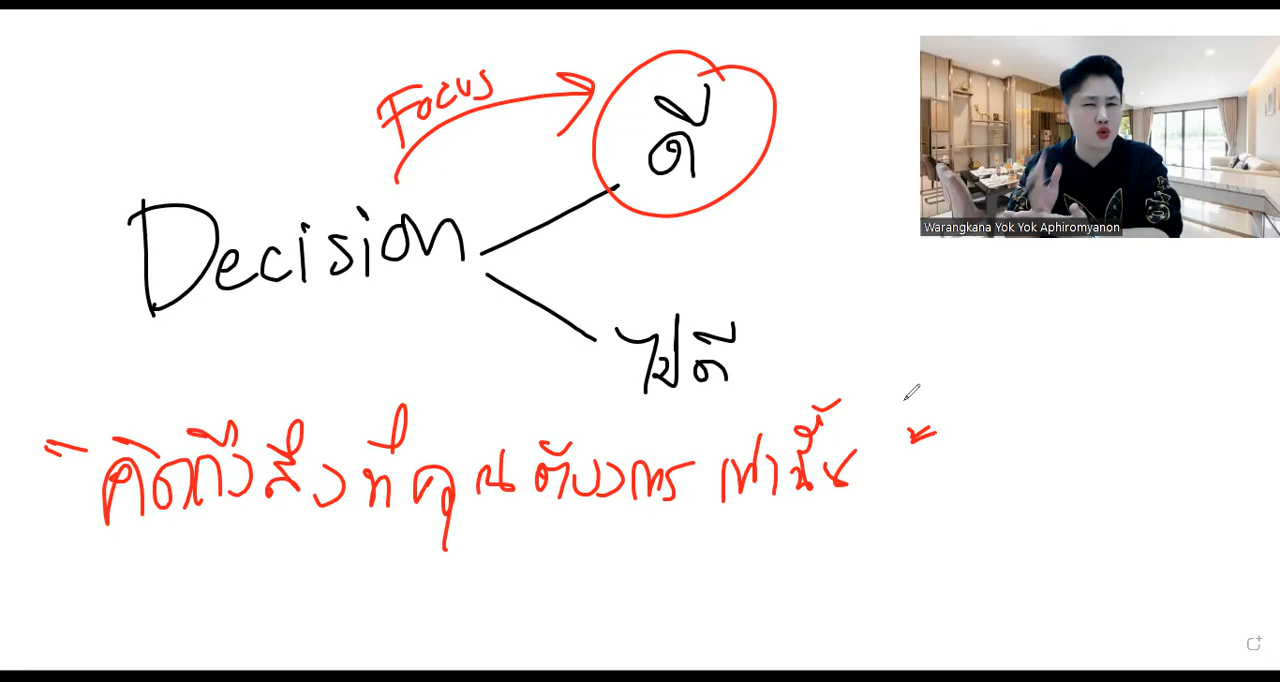 Focus
ดี
Decision
ไม่ดี
"คิดถึงสิ่งที่คุณต้องการ เท่านั้น"
Warangkana Yok Yok Aphiromyanon